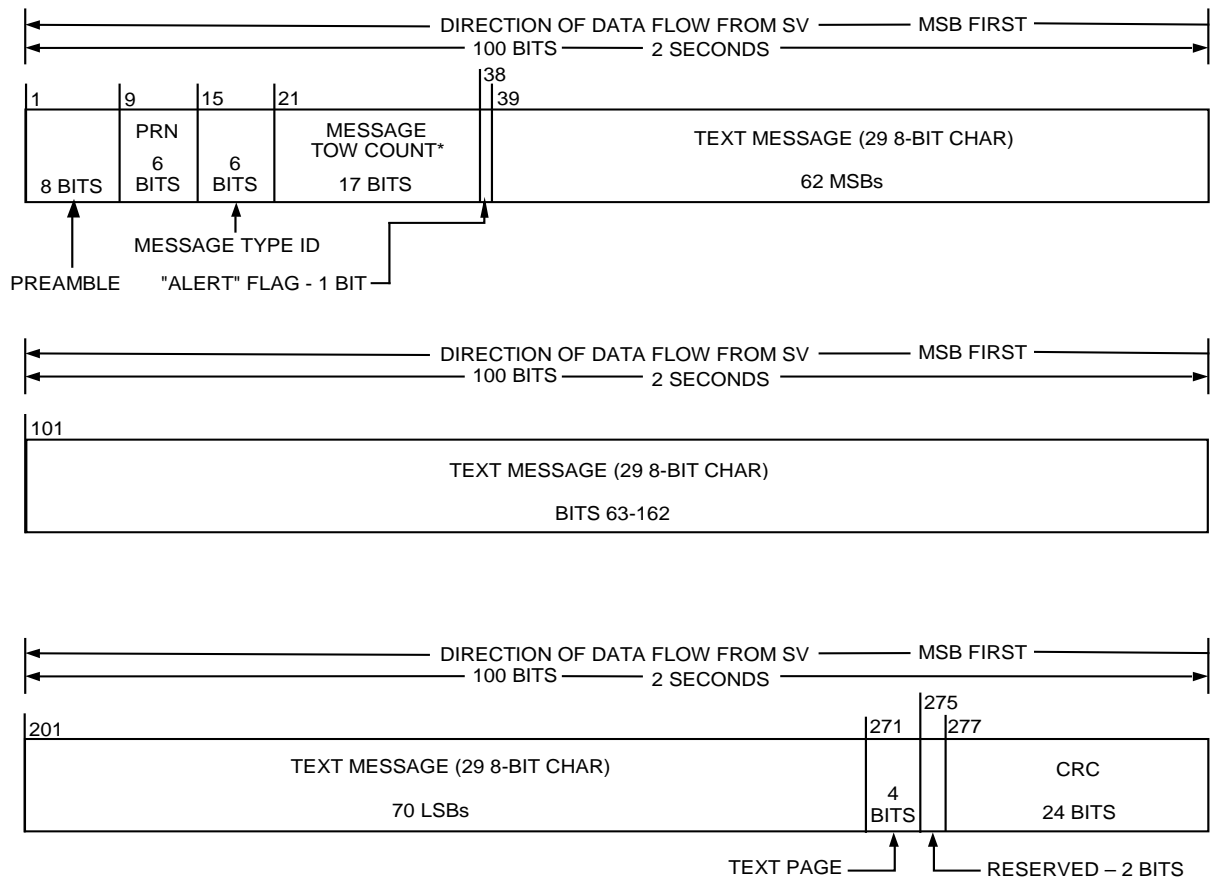 DIRECTION OF DATA FLOW FROM SV MSB FIRST
100 BITS 2 SECONDS
38
1 9 15 21 39
PRN MESSAGE TEXT MESSAGE (29 8-BIT CHAR)
TOW COUNT*
6 6
8 BITS BITS BITS 17 BITS 62 MSBs
MESSAGE TYPE ID
PREAMBLE "ALERT" FLAG - 1 BIT
DIRECTION OF DATA FLOW FROM SV MSB FIRST
100 BITS 2 SECONDS
101
TEXT MESSAGE (29 8-BIT CHAR)
BITS 63-162
DIRECTION OF DATA FLOW FROM SV MSB FIRST
100 BITS 2 SECONDS
275
201 271 277
TEXT MESSAGE (29 8-BIT CHAR) CRC
4
70 LSBs BITS 24 BITS
TEXT PAGE RESERVED – 2 BITS